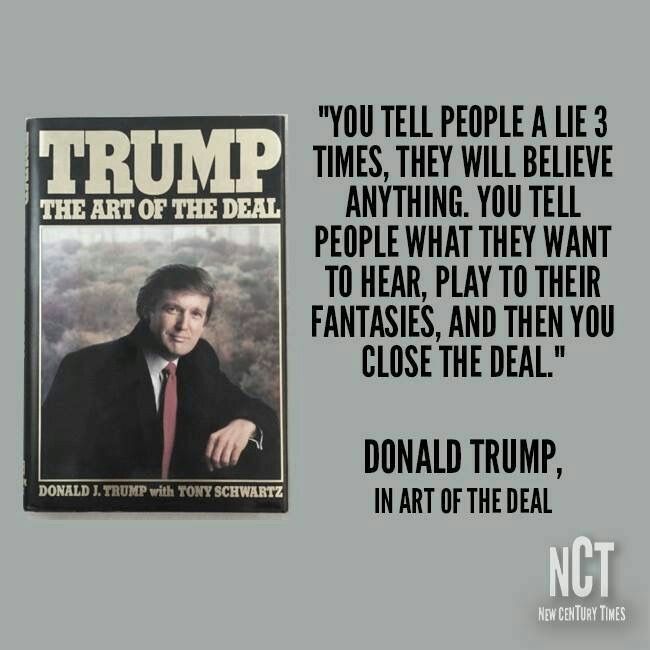 TRUMP
THE ART OF THE DEAL
DONALD J. TRUMP with TONY SCHWARTZ
"YOU TELL PEOPLE A LIE 3
TIMES, THEY WILL BELIEVE
ANYTHING. YOU TELL
PEOPLE WHAT THEY WANT
TO HEAR, PLAY TO THEIR
FANTASIES, AND THEN YOU
CLOSE THE DEAL."
DONALD TRUMP,
IN ART OF THE DEAL
NCT
NEW CENTURY TIMES